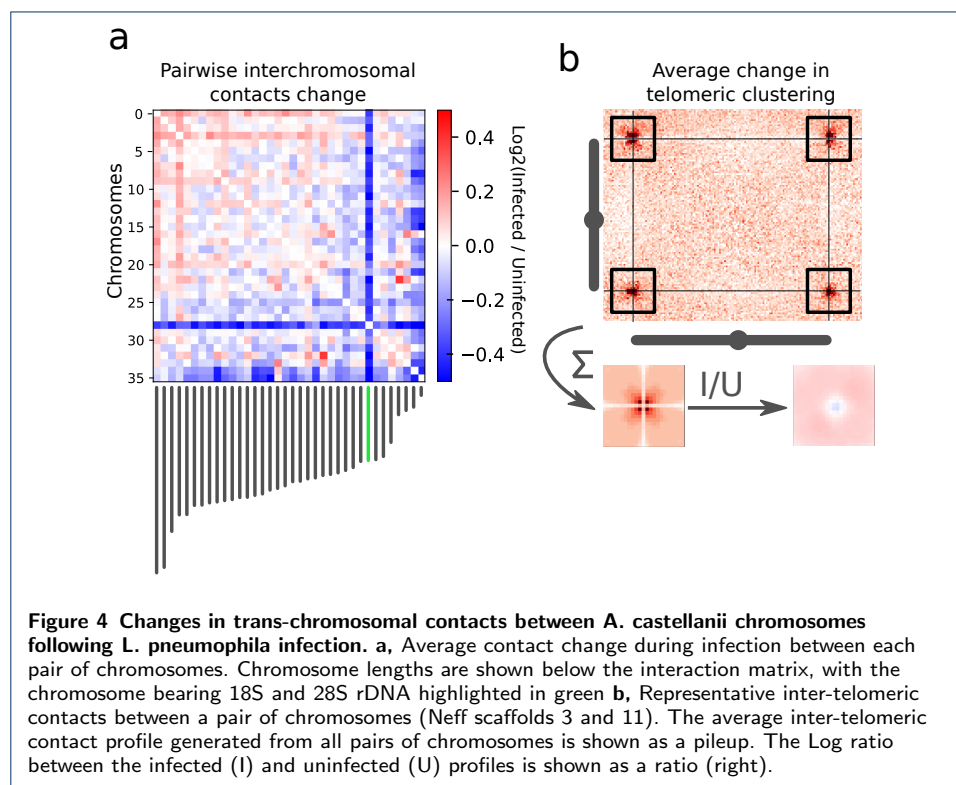 a
Pairwise interchromosomal
contacts change
Chromosomes
0
5
10
15
20
25
30
35
0.4
0.2
0.0
−0.2
−0.4
Log2(Infected / Uninfected)
b
Average change in
telomeric clustering
Σ
I/U
Figure 4 Changes in trans-chromosomal contacts between A. castellanii chromosomes
following L. pneumophila infection. a, Average contact change during infection between each
pair of chromosomes. Chromosome lengths are shown below the interaction matrix, with the
chromosome bearing 18S and 28S rDNA highlighted in green b, Representative inter-telomeric
contacts between a pair of chromosomes (Neff scaffolds 3 and 11). The average inter-telomeric
contact profile generated from all pairs of chromosomes is shown as a pileup. The Log ratio
between the infected (I) and uninfected (U) profiles is shown as a ratio (right).